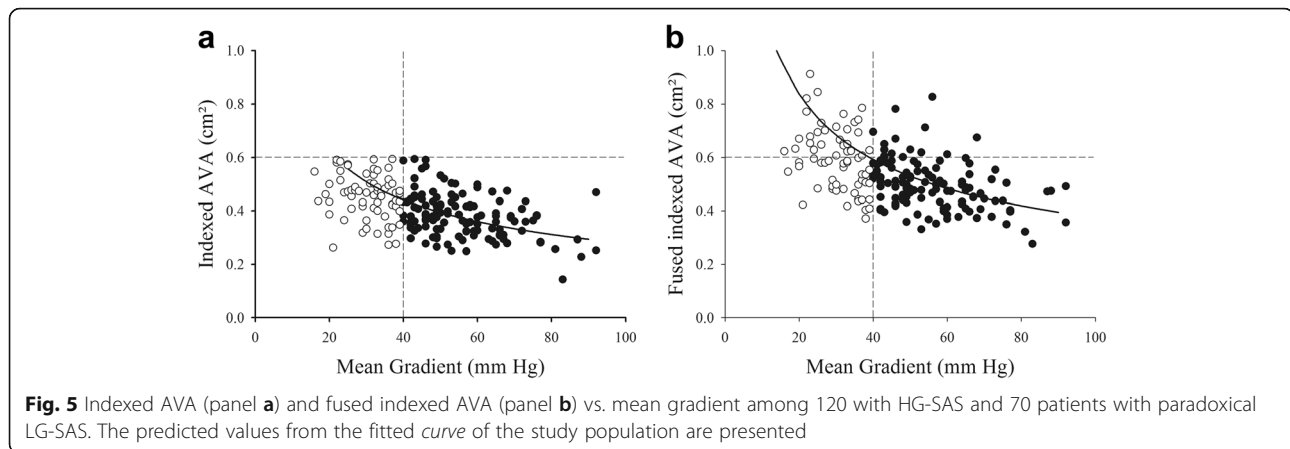 a
b
1.0
0.8
0.6
0.4
0.2
0.0
Indexed AVA (cm²)
0 20 40 60 80 100
Mean Gradient (mm Hg)
1.0
0.8
0.6
0.4
0.2
0.0
Fused indexed AVA (cm²)
0 20 40 60 80 100
Mean Gradient (mm Hg)
Fig. 5 Indexed AVA (panel a) and fused indexed AVA (panel b) vs. mean gradient among 120 with HG-SAS and 70 patients with paradoxical
LG-SAS. The predicted values from the fitted curve of the study population are presented